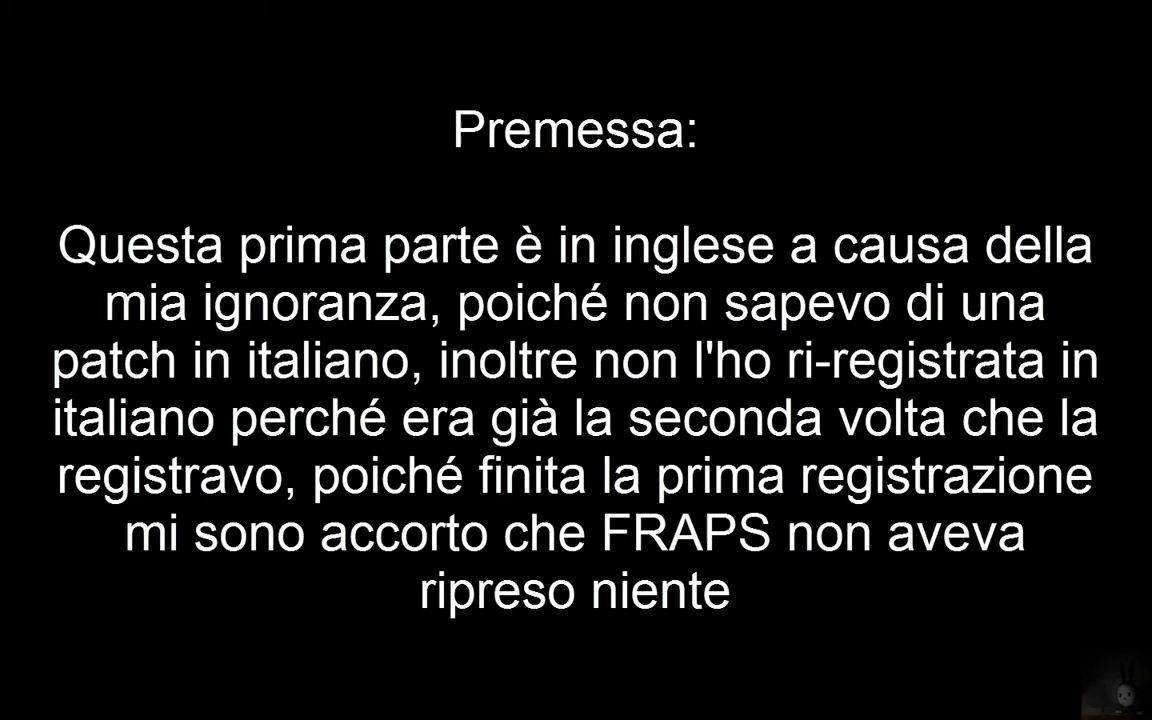 Premessa:
Questa prima parte è in inglese a causa della
mia ignoranza, poiché non sapevo di una
patch in italiano, inoltre non l'ho ri-registrata in
italiano perché era già la seconda volta che la
registravo, poiché finita la prima registrazione
mi sono accorto che FRAPS non aveva
ripreso niente